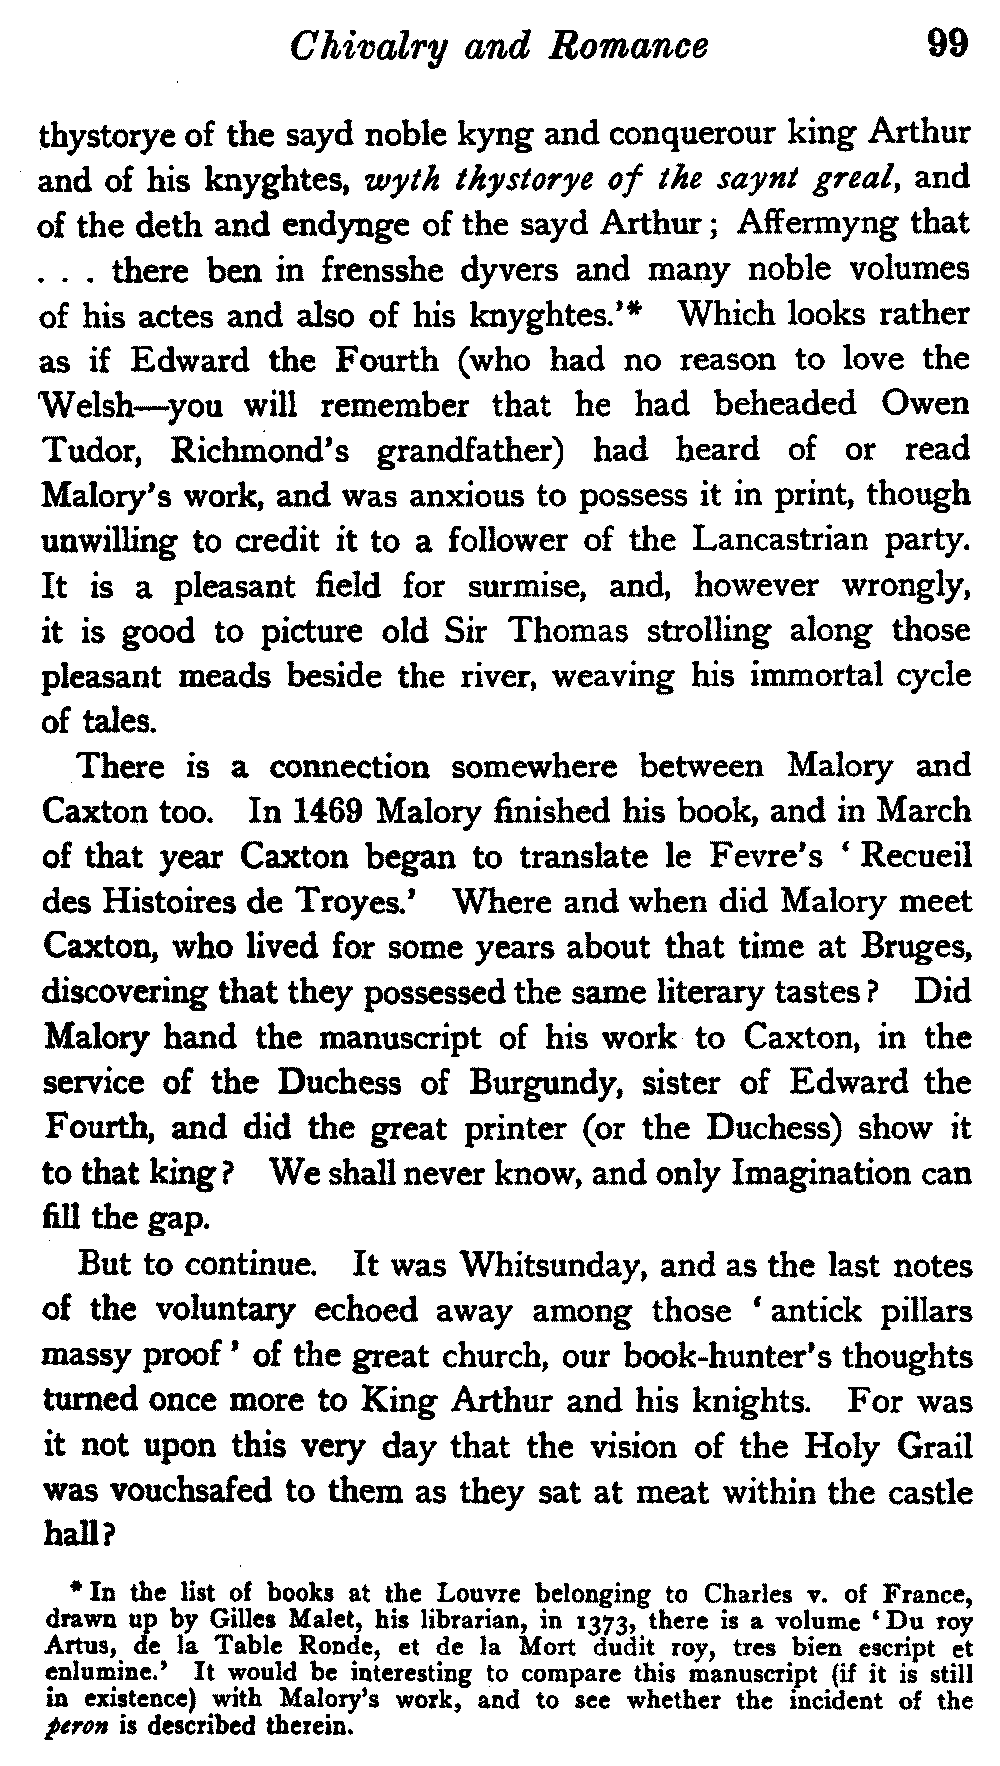 Chivalry and Romance 99
thystorye of the sayd noble kyng and conquerour king Arthur
and of his knyghtes, wyth thystorye of the saynt greal, and
of the deth and endynge of the sayd Arthur ; Affermyng that
. . . there ben in frensshe dyvers and many noble volumes
of his actes and also of his knyghtes.'* Which looks rather
as if Edward the Fourth (who had no reason to love the
Welsh—you will remember that he had beheaded Owen
Tudor, Richmond's grandfather) had heard of or read
Malory's work, and was anxious to possess it in print, though
unwilling to credit it to a follower of the Lancastrian party.
It is a pleasant field for surmise, and, however wrongly,
it is good to picture old Sir Thomas strolling along those
pleasant meads beside the river, weaving his immortal cycle
of tales.
There is a connection somewhere between Malory and
Caxton too. In 1469 Malory finished his book, and in March
of that year Caxton began to translate le Fevre's ' Recueil
des Histoires de Troyes.' Where and when did Malory meet
Caxton, who lived for some years about that time at Bruges,
discovering that they possessed the same literary tastes ? Did
Malory hand the manuscript of his work to Caxton, in the
service of the Duchess of Burgundy, sister of Edward the
Fourth, and did the great printer (or the Duchess) show it
to that king ? We shall never know, and only Imagination can
fill the gap.
But to continue. It was Whitsunday, and as the last notes
of the voluntary echoed away among those ' antick pillars
massy proof ' of the great church, our book-hunter's thoughts
turned once more to King Arthur and his knights. For was
it not upon this very day that the vision of the Holy Grail
was vouchsafed to them as they sat at meat within the castle
hall ?
* In the list of books at the Louvre belonging to Charles v. of France,
drawn up by Gilles Malet, his librarian, in 1373, there is a volume ' Du roy
Artus, de la Table Ronde, et de la Mort dudit roy, tres bien escript et
enlumine.' It would be interesting to compare this manuscript (if it is still
in existence) with Malory's work, and to see whether the incident of the
peron is described therein.